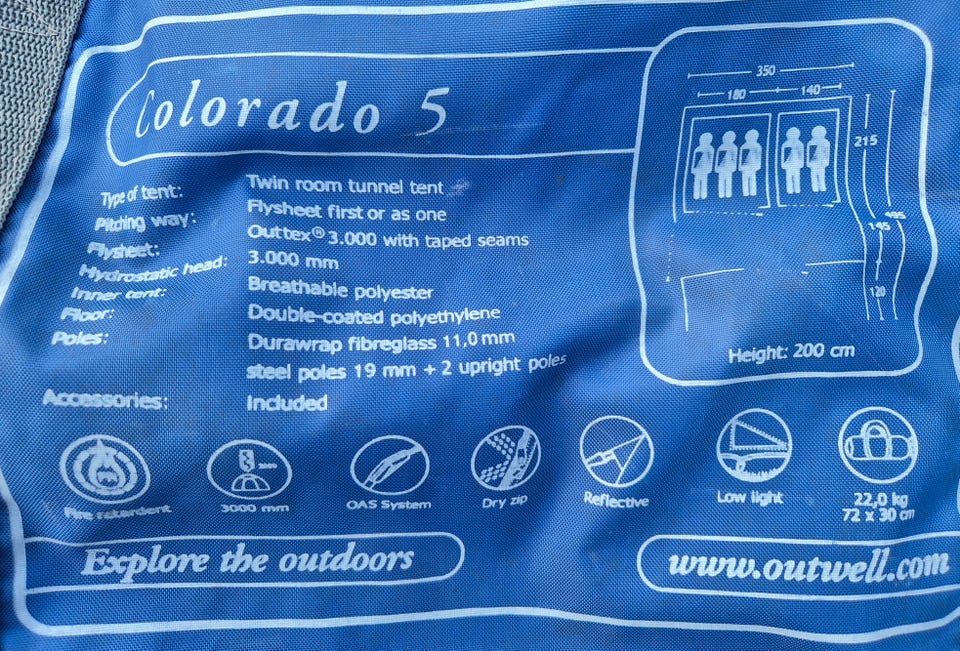 Colorado 5
Type of tent: Twin room tunnel tent
Pitching way: Flysheet first or as one
Flysheet: Outtex® 3.000 with taped seams
Hydrostatic head: 3.000 mm
Inner tent: Breathable polyester
Floor: Double-coated polyethylene
Poles: Durawrap fibreglass 11,0 mm
steel poles 19 mm + 2 upright poles
Accessories: Included
350
180 140
215
145
120
Height: 200 cm
Fire retardent
3000 mm
OAS System
Dry zip
Reflective
Low light
22,0 kg
72 x 30 cm
Explore the outdoors
www.outwell.com